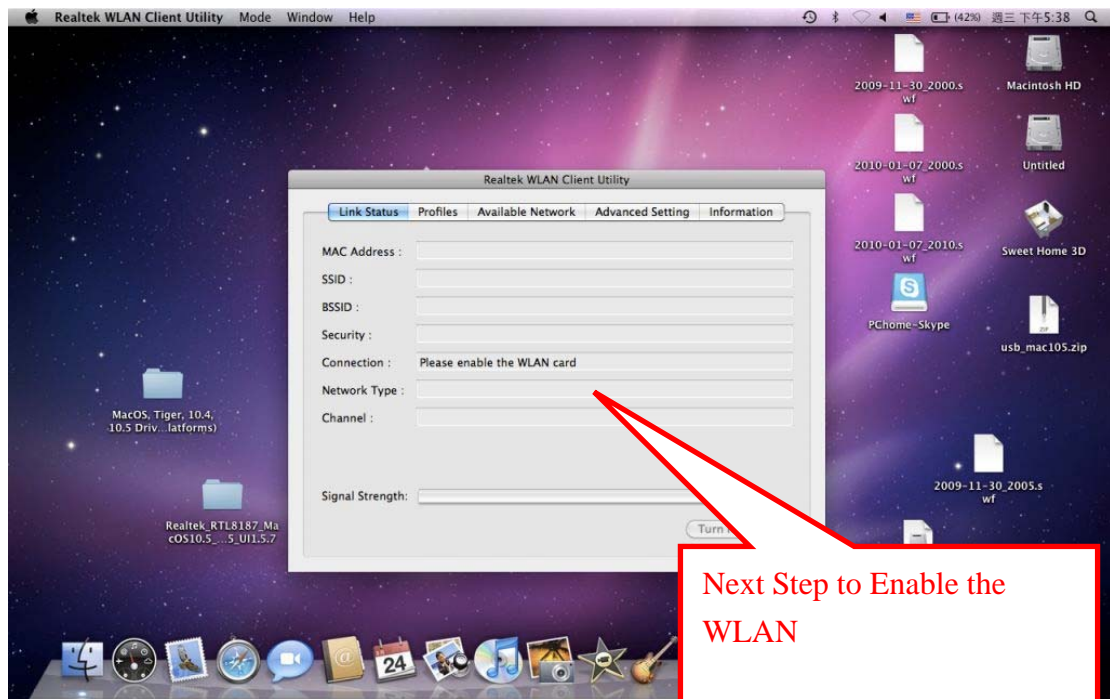 Realtek WLAN Client Utility Mode Window Help
(42%) 週三 下午5:38
2009-11-30_2000.s
wf
Macintosh HD
2010-01-07_2000.s
wf
Untitled
2010-01-07_2010.s
wf
Sweet Home 3D
PChome-Skype
ZIP
usb_mac105.zip
2009-11-30_2005.s
wf
MacOS, Tiger, 10.4,
10.5 Driv...latforms)
Realtek_RTL8187_Ma
cOS10.5_...5_UI1.5.7
Realtek WLAN Client Utility
Link Status Profiles Available Network Advanced Setting Information
MAC Address :
SSID :
BSSID :
Security :
Connection : Please enable the WLAN card
Network Type :
Channel :
Signal Strength:
Turn
Next Step to Enable the
WLAN
24